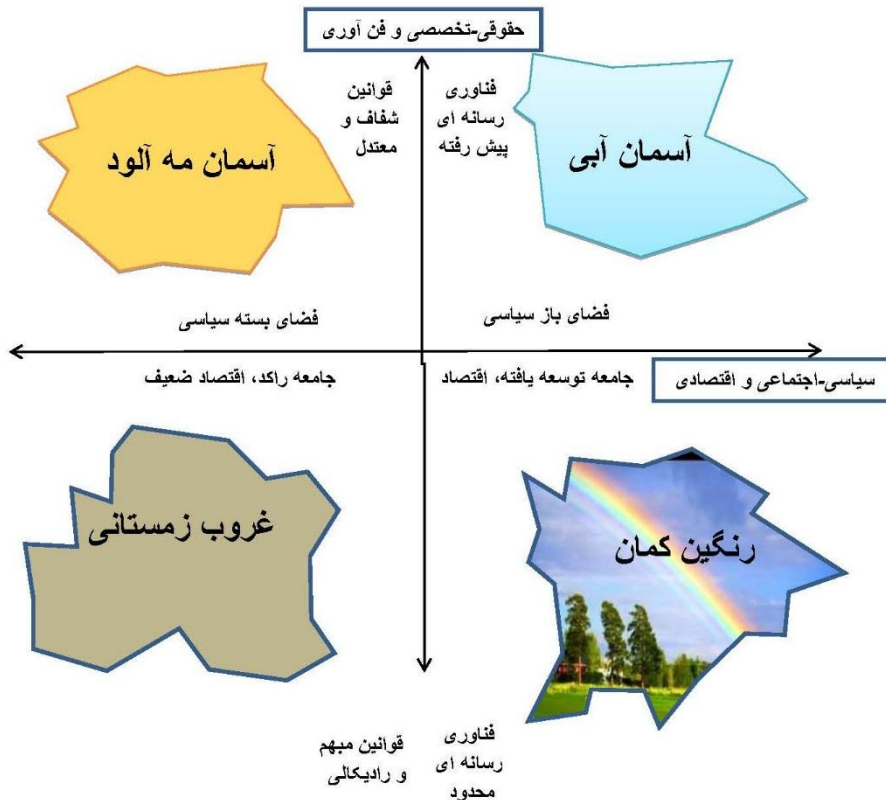 حقوقی-تخصصی و فن آوری
قوانین
شفاف و
معتدل
فناوری
رسانه ای
پیش رفته
آسمان آبی
آسمان مه آلود
فضای باز سیاسی
فضای بسته سیاسی
سیاسی-اجتماعی و اقتصادی
جامعه توسعه یافته، اقتصاد
جامعه راکد، اقتصاد ضعیف
رنگین کمان
غروب زمستانی
فناوری
رسانه ای
محدود
قوانین مبهم
و رادیکالی